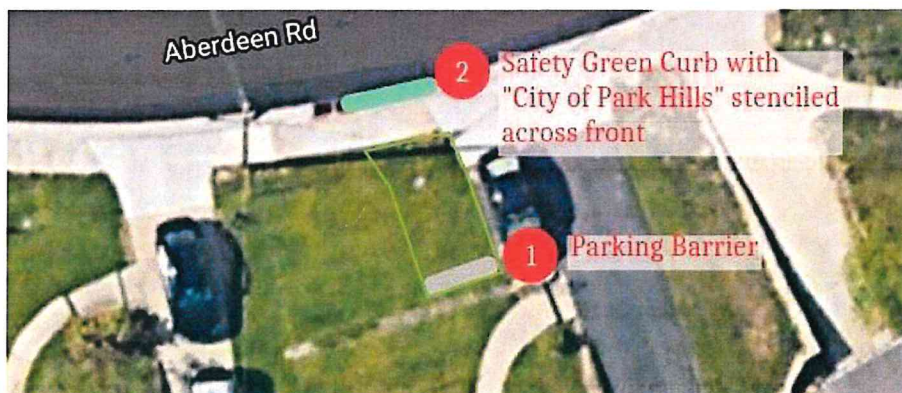 Aberdeen Rd
2
Safety Green Curb with
"City of Park Hills" stenciled
across front
1
Parking Barrier